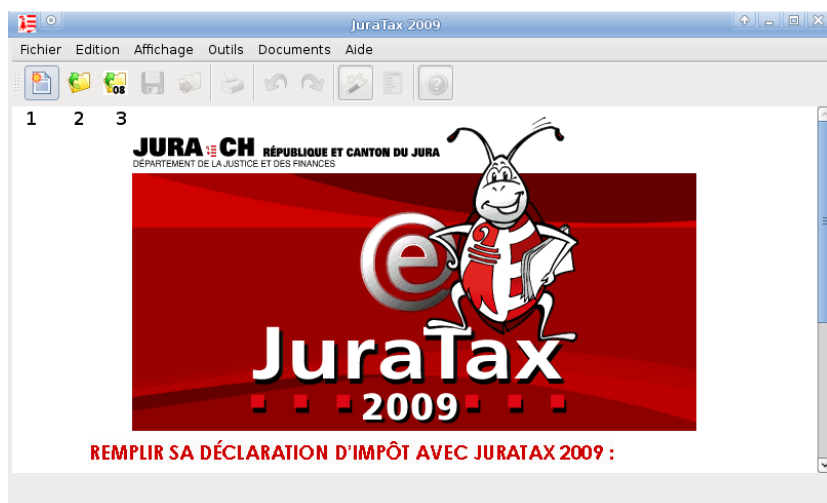 JuraTax 2009
Fichier Edition Affichage Outils Documents Aide
08
1 2 3
JURA CH RÉPUBLIQUE ET CANTON DU JURA
DÉPARTEMENT DE LA JUSTICE ET DES FINANCES
e
JuraTax
2009
REMPLIR SA DÉCLARATION D'IMPÔT AVEC JURATAX 2009 :